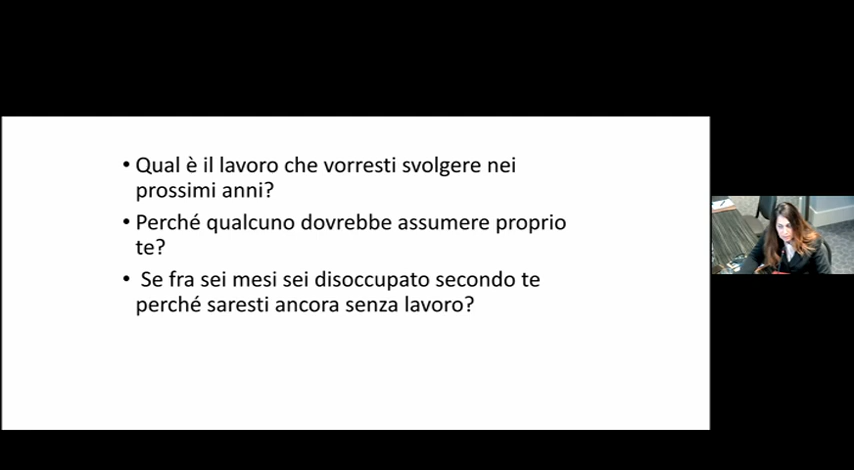 • Qual è il lavoro che vorresti svolgere nei
prossimi anni?
• Perché qualcuno dovrebbe assumere proprio
te?
• Se fra sei mesi sei disoccupato secondo te
perché saresti ancora senza lavoro?